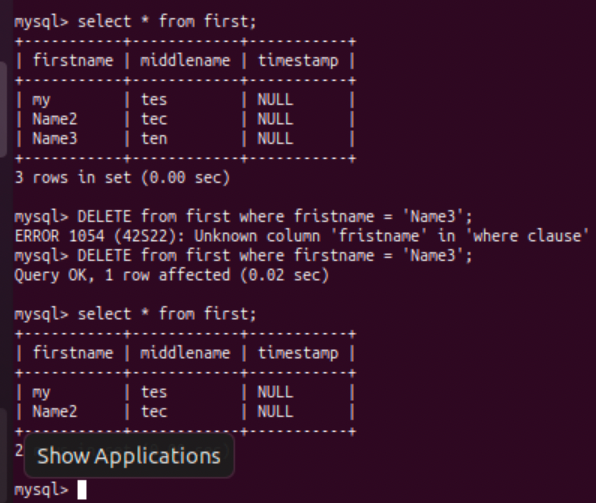 mysql> select * from first;
+-----------+------------+-----------+
| firstname | middlename | timestamp |
+-----------+------------+-----------+
| my        | tes        | NULL      |
| Name2     | tec        | NULL      |
| Name3     | ten        | NULL      |
+-----------+------------+-----------+
3 rows in set (0.00 sec)
mysql> DELETE from first where fristname = 'Name3';
ERROR 1054 (42S22): Unknown column 'fristname' in 'where clause'
mysql> DELETE from first where firstname = 'Name3';
Query OK, 1 row affected (0.02 sec)
mysql> select * from first;
+-----------+------------+-----------+
| firstname | middlename | timestamp |
+-----------+------------+-----------+
| my        | tes        | NULL      |
| Name2     | tec        | NULL      |
+-----------+------------+-----------+
2
Show Applications
mysql>